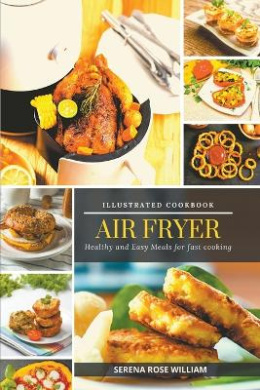 ILLUSTRATED COOKBOOK
AIR FRYER
Healthy and Easy Meals for fast cooking
SERENA ROSE WILLIAM